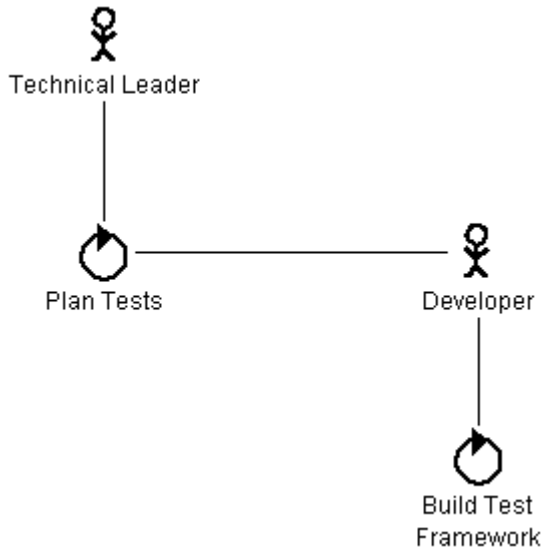 Technical Leader
Plan Tests
Developer
Build Test
Framework